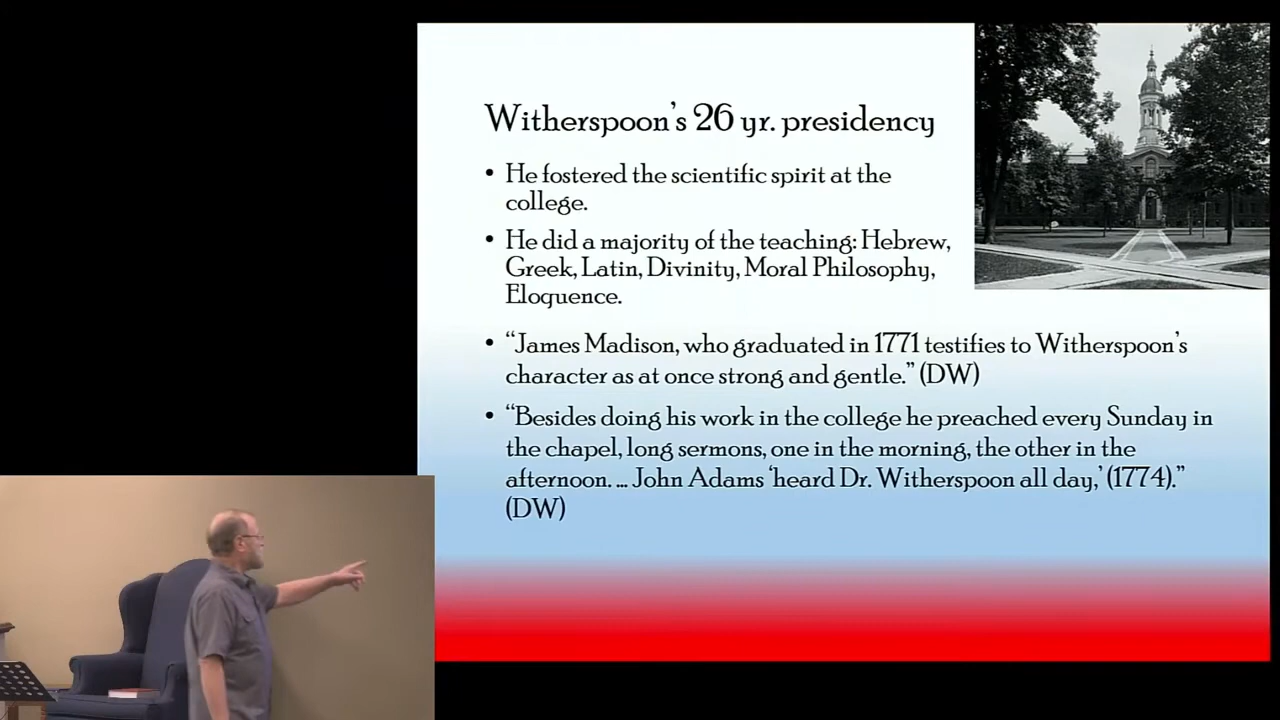 Witherspoon's 26 yr. presidency
• He fostered the scientific spirit at the
college.
• He did a majority of the teaching: Hebrew,
Greek, Latin, Divinity, Moral Philosophy,
Eloquence.
• “James Madison, who graduated in 1771 testifies to Witherspoon's
character as at once strong and gentle.” (DW)
• “Besides doing his work in the college he preached every Sunday in
the chapel, long sermons, one in the morning, the other in the
afternoon. ... John Adams ‘heard Dr. Witherspoon all day,’ (1774).”
(DW)